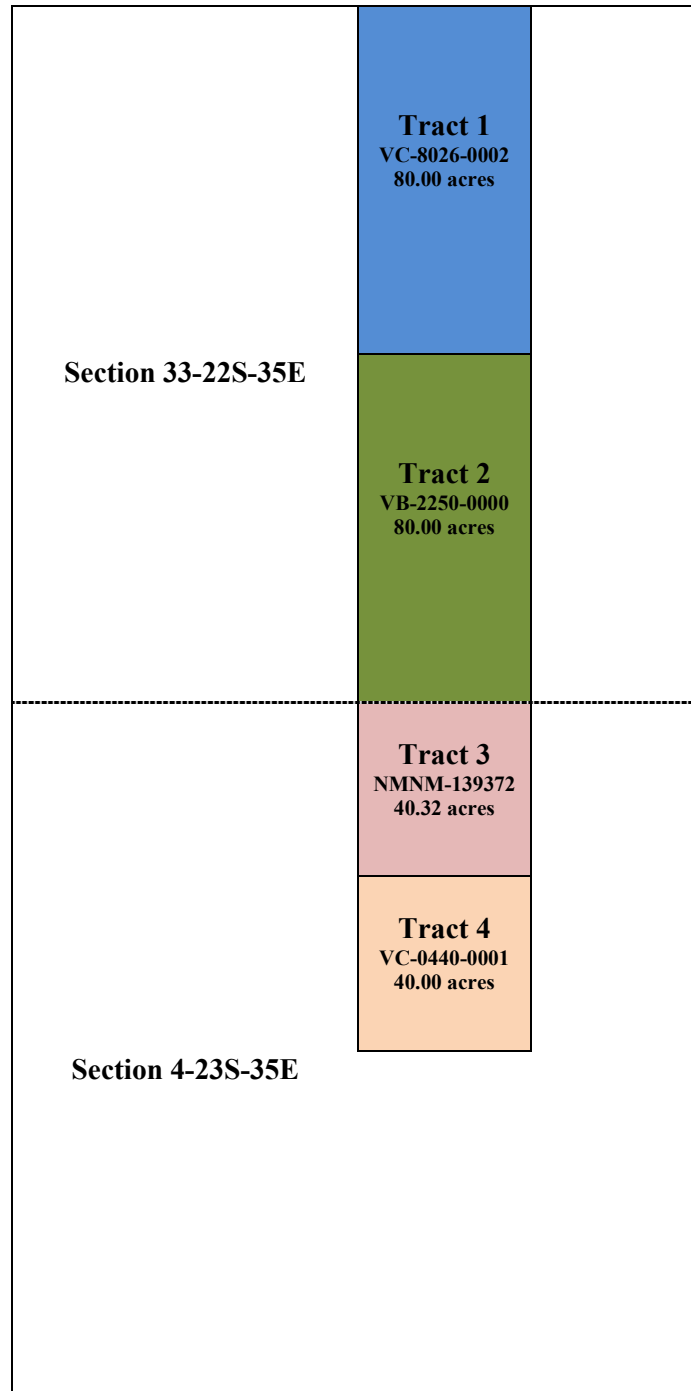 Tract 1
VC-8026-0002
80.00 acres
Section 33-22S-35E
Tract 2
VB-2250-0000
80.00 acres
Tract 3
NMNM-139372
40.32 acres
Tract 4
VC-0440-0001
40.00 acres
Section 4-23S-35E